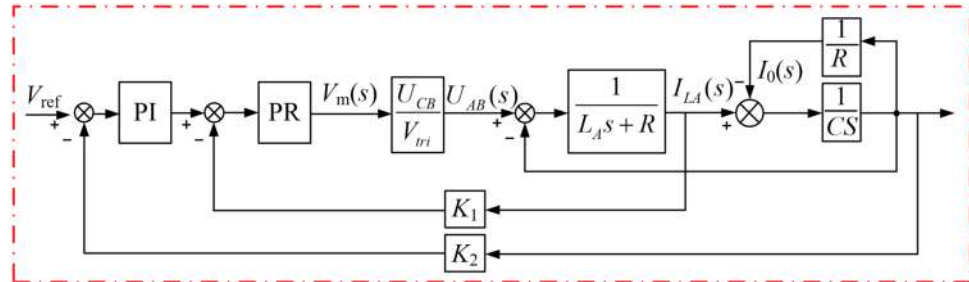 1
R
V_ref
PI
PR
V_m(s)
U_CB
V_tri
U_AB(s)
1
L_A s + R
I_LA(s)
I_0(s)
1
CS
+
−
+
−
+
−
+
−
K_1
K_2